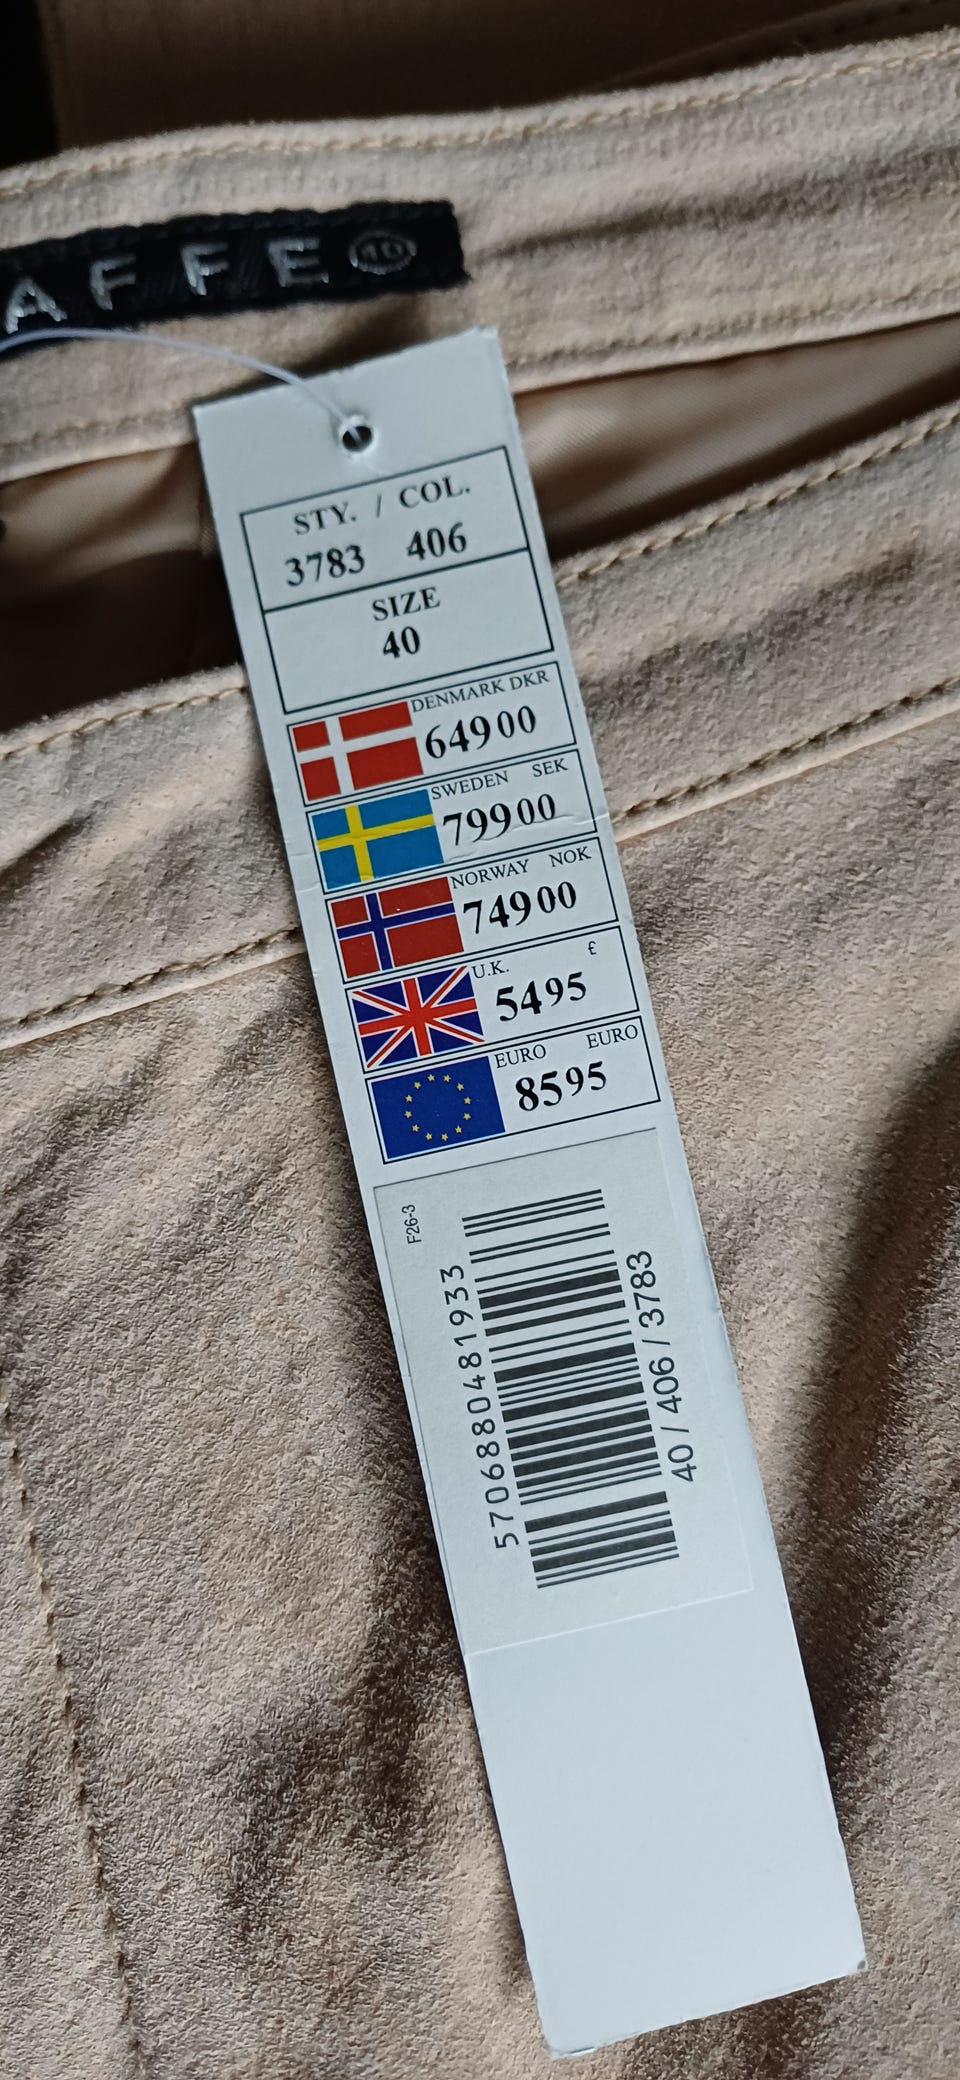 AFFE 40
STY. / COL.
3783 406
SIZE
40
DENMARK DKR
64900
SWEDEN SEK
79900
NORWAY NOK
74900
U.K. £
5495
EURO EURO
8595
F26-3
5706880481933
40 / 406 / 3783